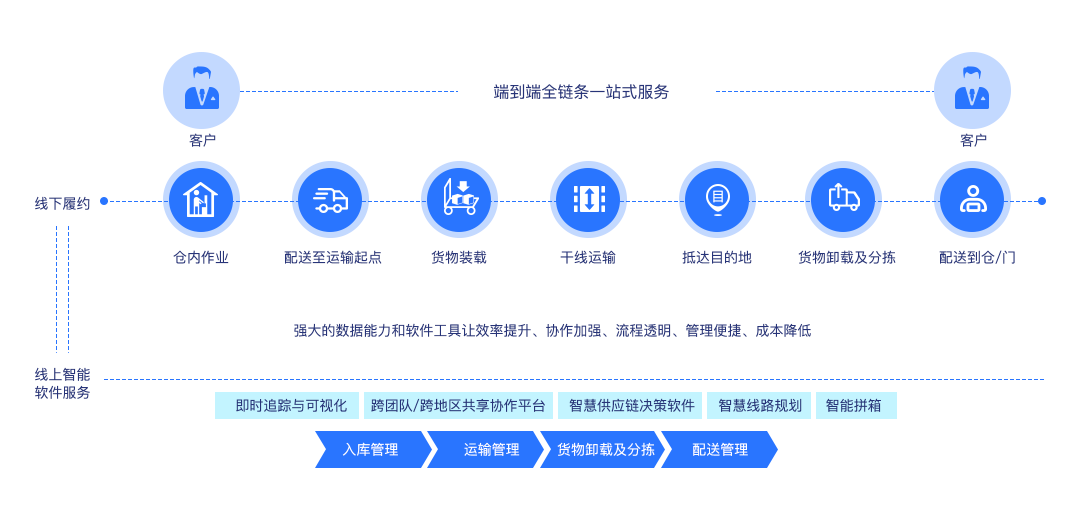 端到端全链条一站式服务
客户
客户
线下履约
仓内作业
配送至运输起点
货物装载
干线运输
抵达目的地
货物卸载及分拣
配送到仓/门
强大的数据能力和软件工具让效率提升、协作加强、流程透明、管理便捷、成本降低
线上智能
软件服务
即时追踪与可视化
跨团队/跨地区共享协作平台
智慧供应链决策软件
智慧线路规划
智能拼箱
入库管理
运输管理
货物卸载及分拣
配送管理